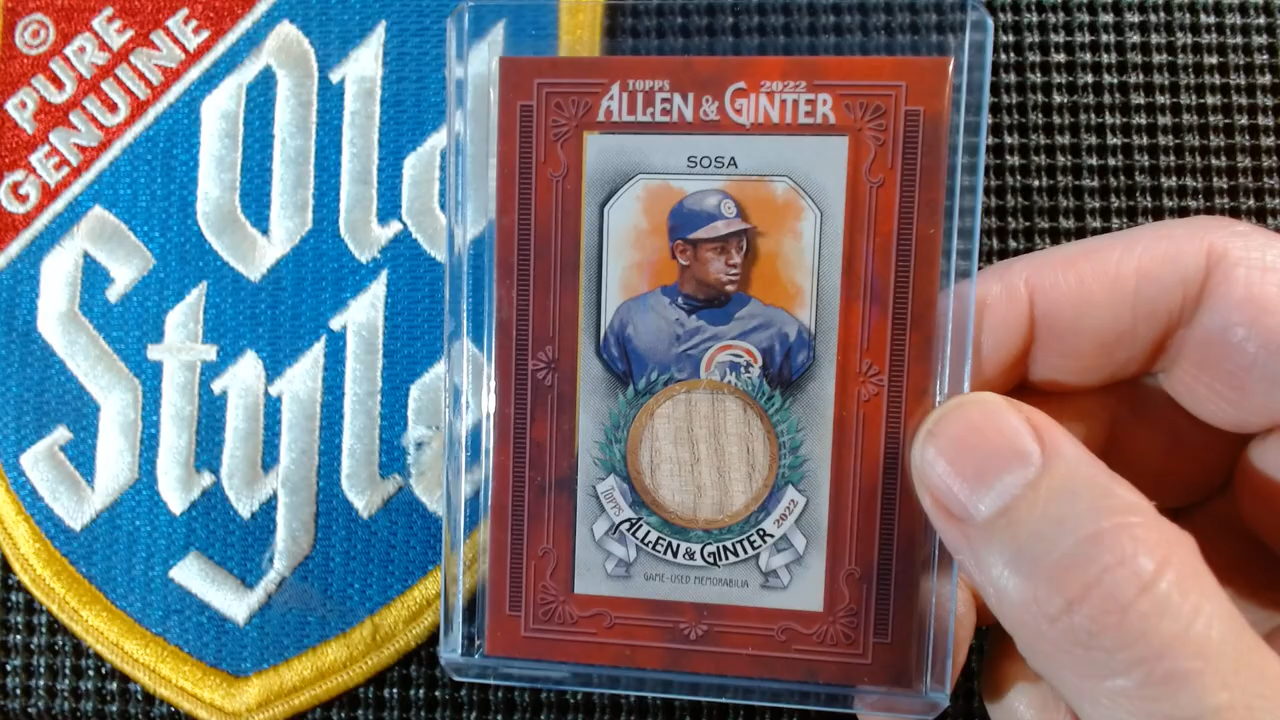 ©
PURE
GENUINE
Old
Style
TOPPS 2022
ALLEN & GINTER
SOSA
C
TOPPS
ALLEN & GINTER
2022
GAME-USED MEMORABILIA